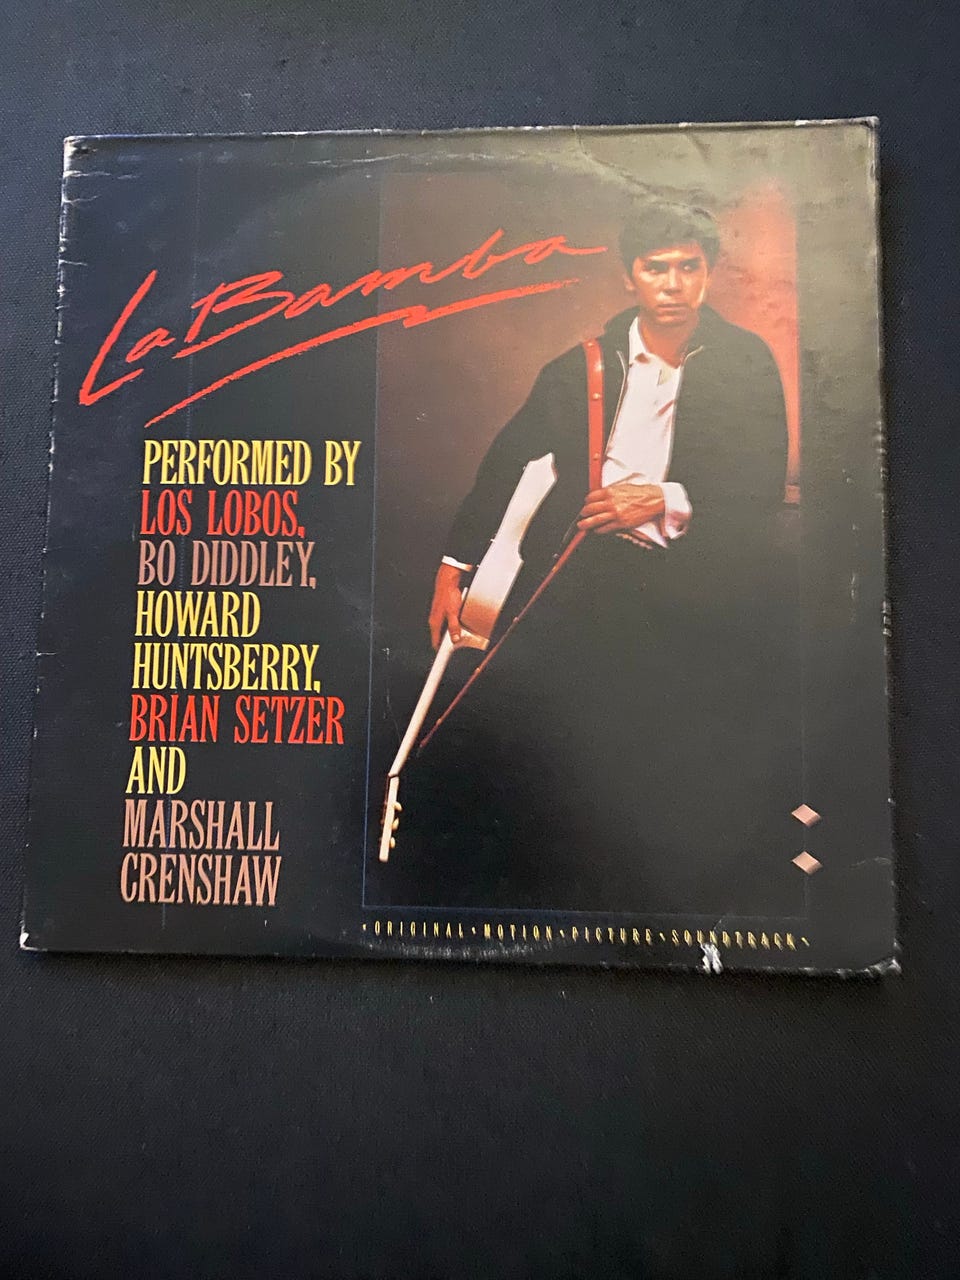 La Bamba
PERFORMED BY
LOS LOBOS,
BO DIDDLEY,
HOWARD
HUNTSBERRY,
BRIAN SETZER
AND
MARSHALL
CRENSHAW
•ORIGINAL•MOTION•PICTURE•SOUNDTRACK•